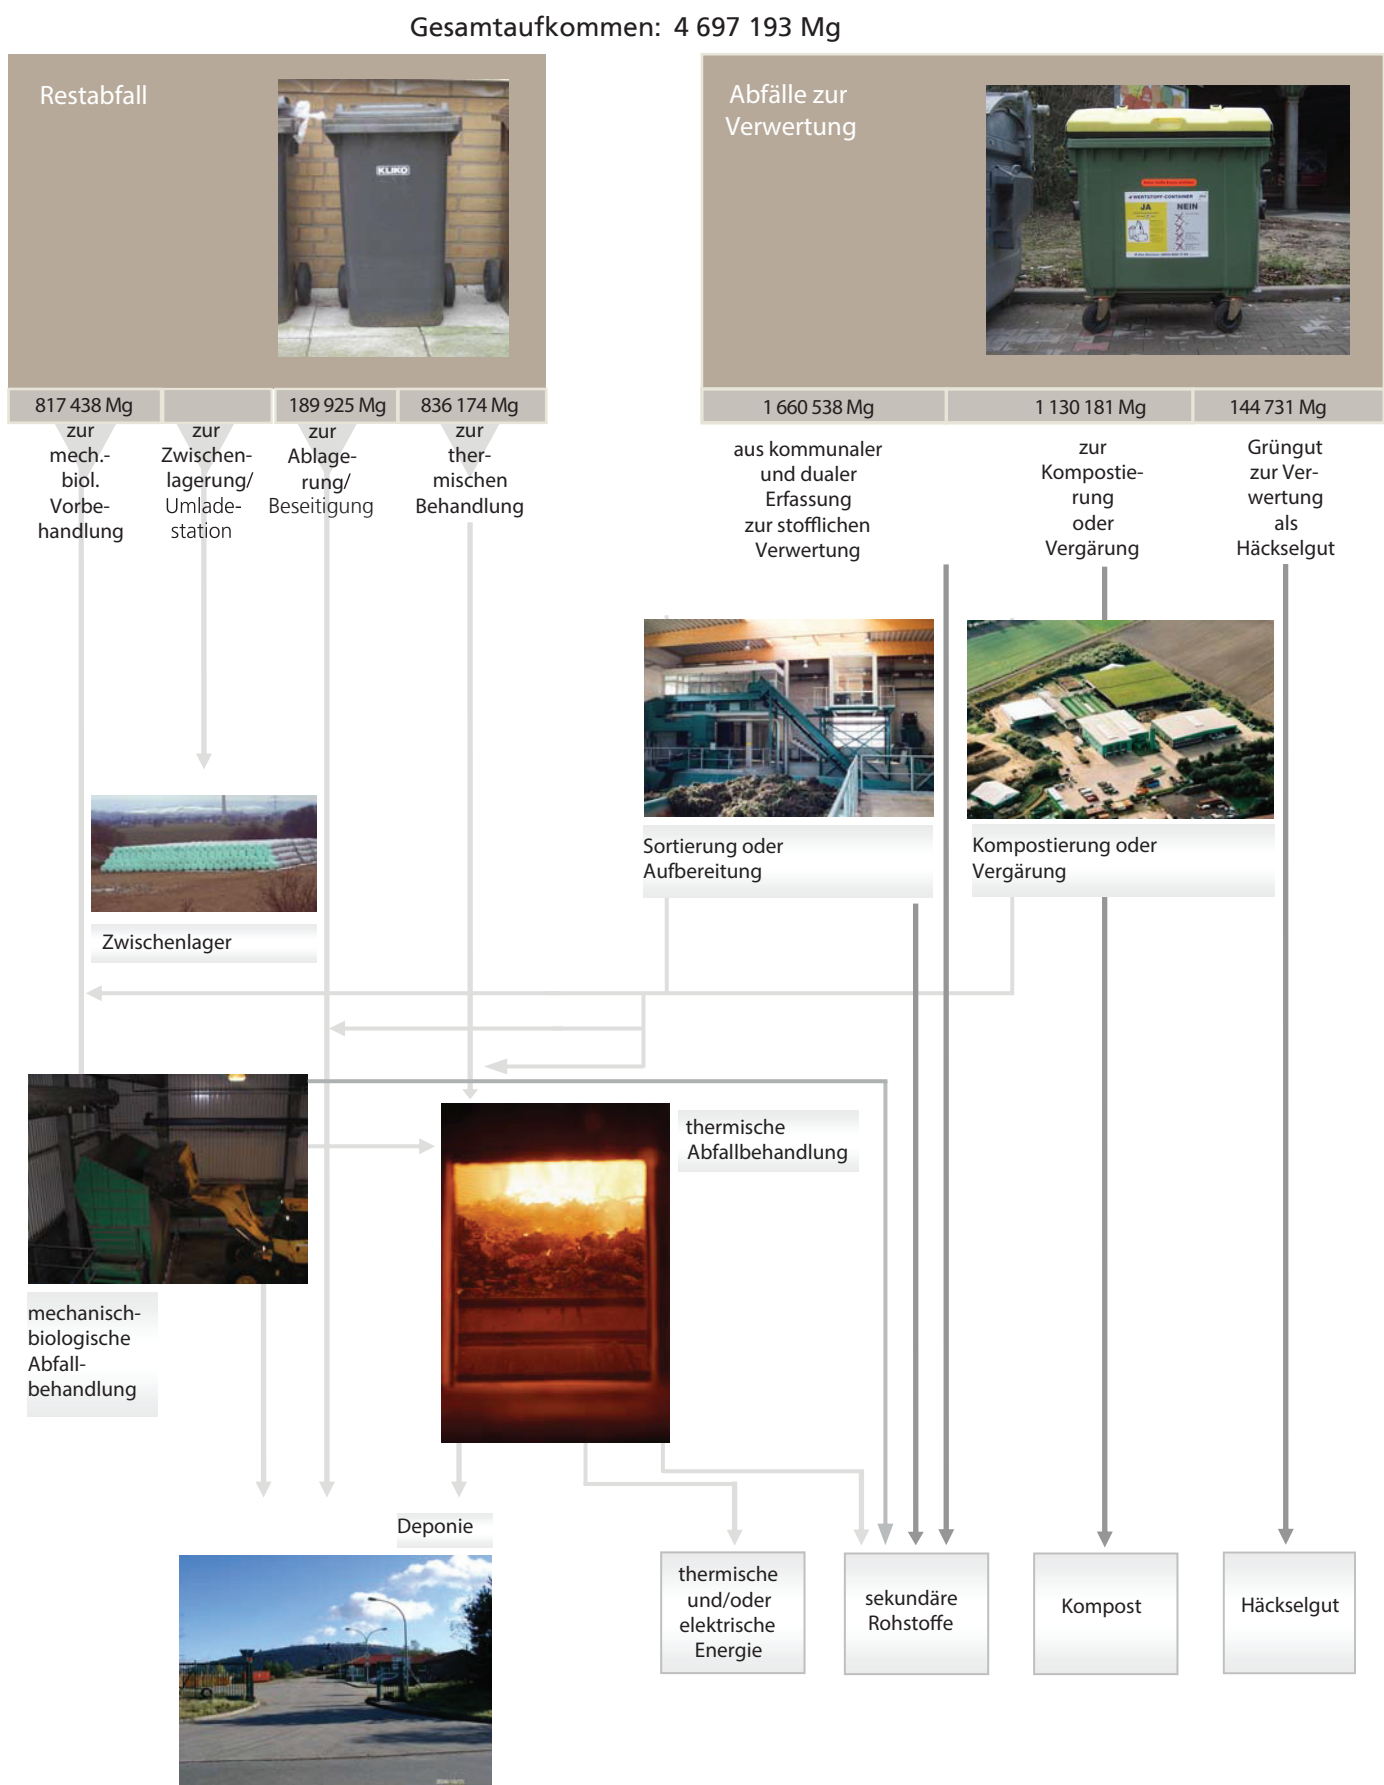 Gesamtaufkommen: 4 697 193 Mg
Restabfall
KLIKO
Abfälle zur
Verwertung
WERTSTOFF-CONTAINER
JA
NEIN
817 438 Mg
189 925 Mg
836 174 Mg
1 660 538 Mg
1 130 181 Mg
144 731 Mg
zur
mech.-
biol.
Vorbe-
handlung
zur
Zwischen-
lagerung/
Umlade-
station
zur
Ablage-
rung/
Beseitigung
zur
ther-
mischen
Behandlung
aus kommunaler
und dualer
Erfassung
zur stofflichen
Verwertung
zur
Kompostie-
rung
oder
Vergärung
Grüngut
zur Ver-
wertung
als
Häckselgut
Sortierung oder
Aufbereitung
Kompostierung oder
Vergärung
Zwischenlager
thermische
Abfallbehandlung
mechanisch-
biologische
Abfall-
behandlung
Deponie
thermische
und/oder
elektrische
Energie
sekundäre
Rohstoffe
Kompost
Häckselgut